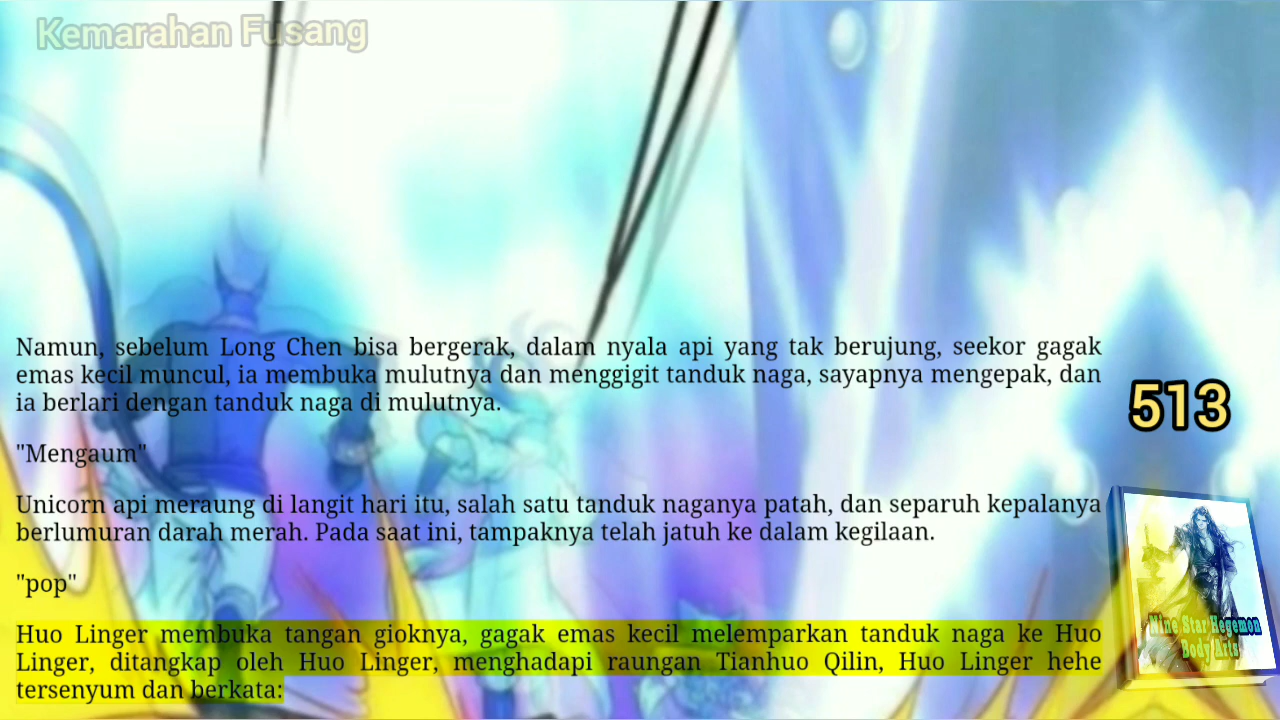 Kemarahan Fusang
Namun, sebelum Long Chen bisa bergerak, dalam nyala api yang tak berujung, seekor gagak
emas kecil muncul, ia membuka mulutnya dan menggigit tanduk naga, sayapnya mengepak, dan
ia berlari dengan tanduk naga di mulutnya.
"Mengaum"
Unicorn api meraung di langit hari itu, salah satu tanduk naganya patah, dan separuh kepalanya
berlumuran darah merah. Pada saat ini, tampaknya telah jatuh ke dalam kegilaan.
"pop"
Huo Linger membuka tangan gioknya, gagak emas kecil melemparkan tanduk naga ke Huo
Linger, ditangkap oleh Huo Linger, menghadapi raungan Tianhuo Qilin, Huo Linger hehe
tersenyum dan berkata:
513
Nine Star Hegemon
Body Arts